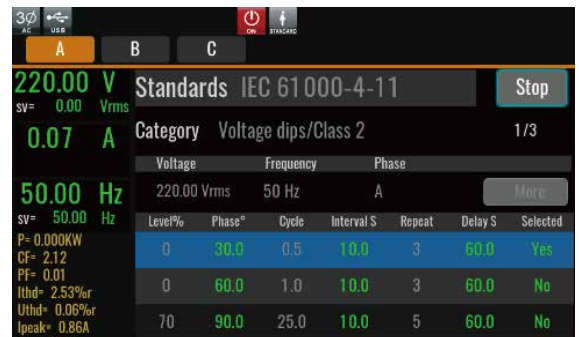 3Ø AC USB ON STANDARD
A B C
220.00 V
sv= 0.00 Vrms
0.07 A
50.00 Hz
sv= 50.00 Hz
P= 0.000KW
CF= 2.12
PF= 0.01
Ithd= 2.53%r
Uthd= 0.06%r
Ipeak= 0.86A
Standards IEC 61000-4-11 Stop
Category Voltage dips/Class 2 1/3
Voltage Frequency Phase
220.00 Vrms 50 Hz A More
Level% Phase° Cycle Interval S Repeat Delay S Selected
0 30.0 0.5 10.0 3 60.0 Yes
0 60.0 1.0 10.0 3 60.0 No
70 90.0 25.0 10.0 5 60.0 No